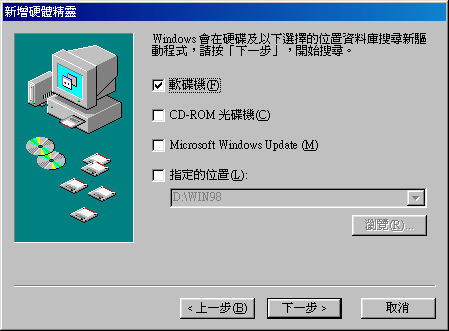 新增硬體精靈
Windows 會在硬碟及以下選擇的位置資料庫搜尋新驅
動程式，請按「下一步」，開始搜尋。
軟碟機(F)
CD-ROM 光碟機(C)
Microsoft Windows Update (M)
指定的位置(L):
D:\WIN98
瀏覽(R)...
< 上一步(B)
下一步 >
取消